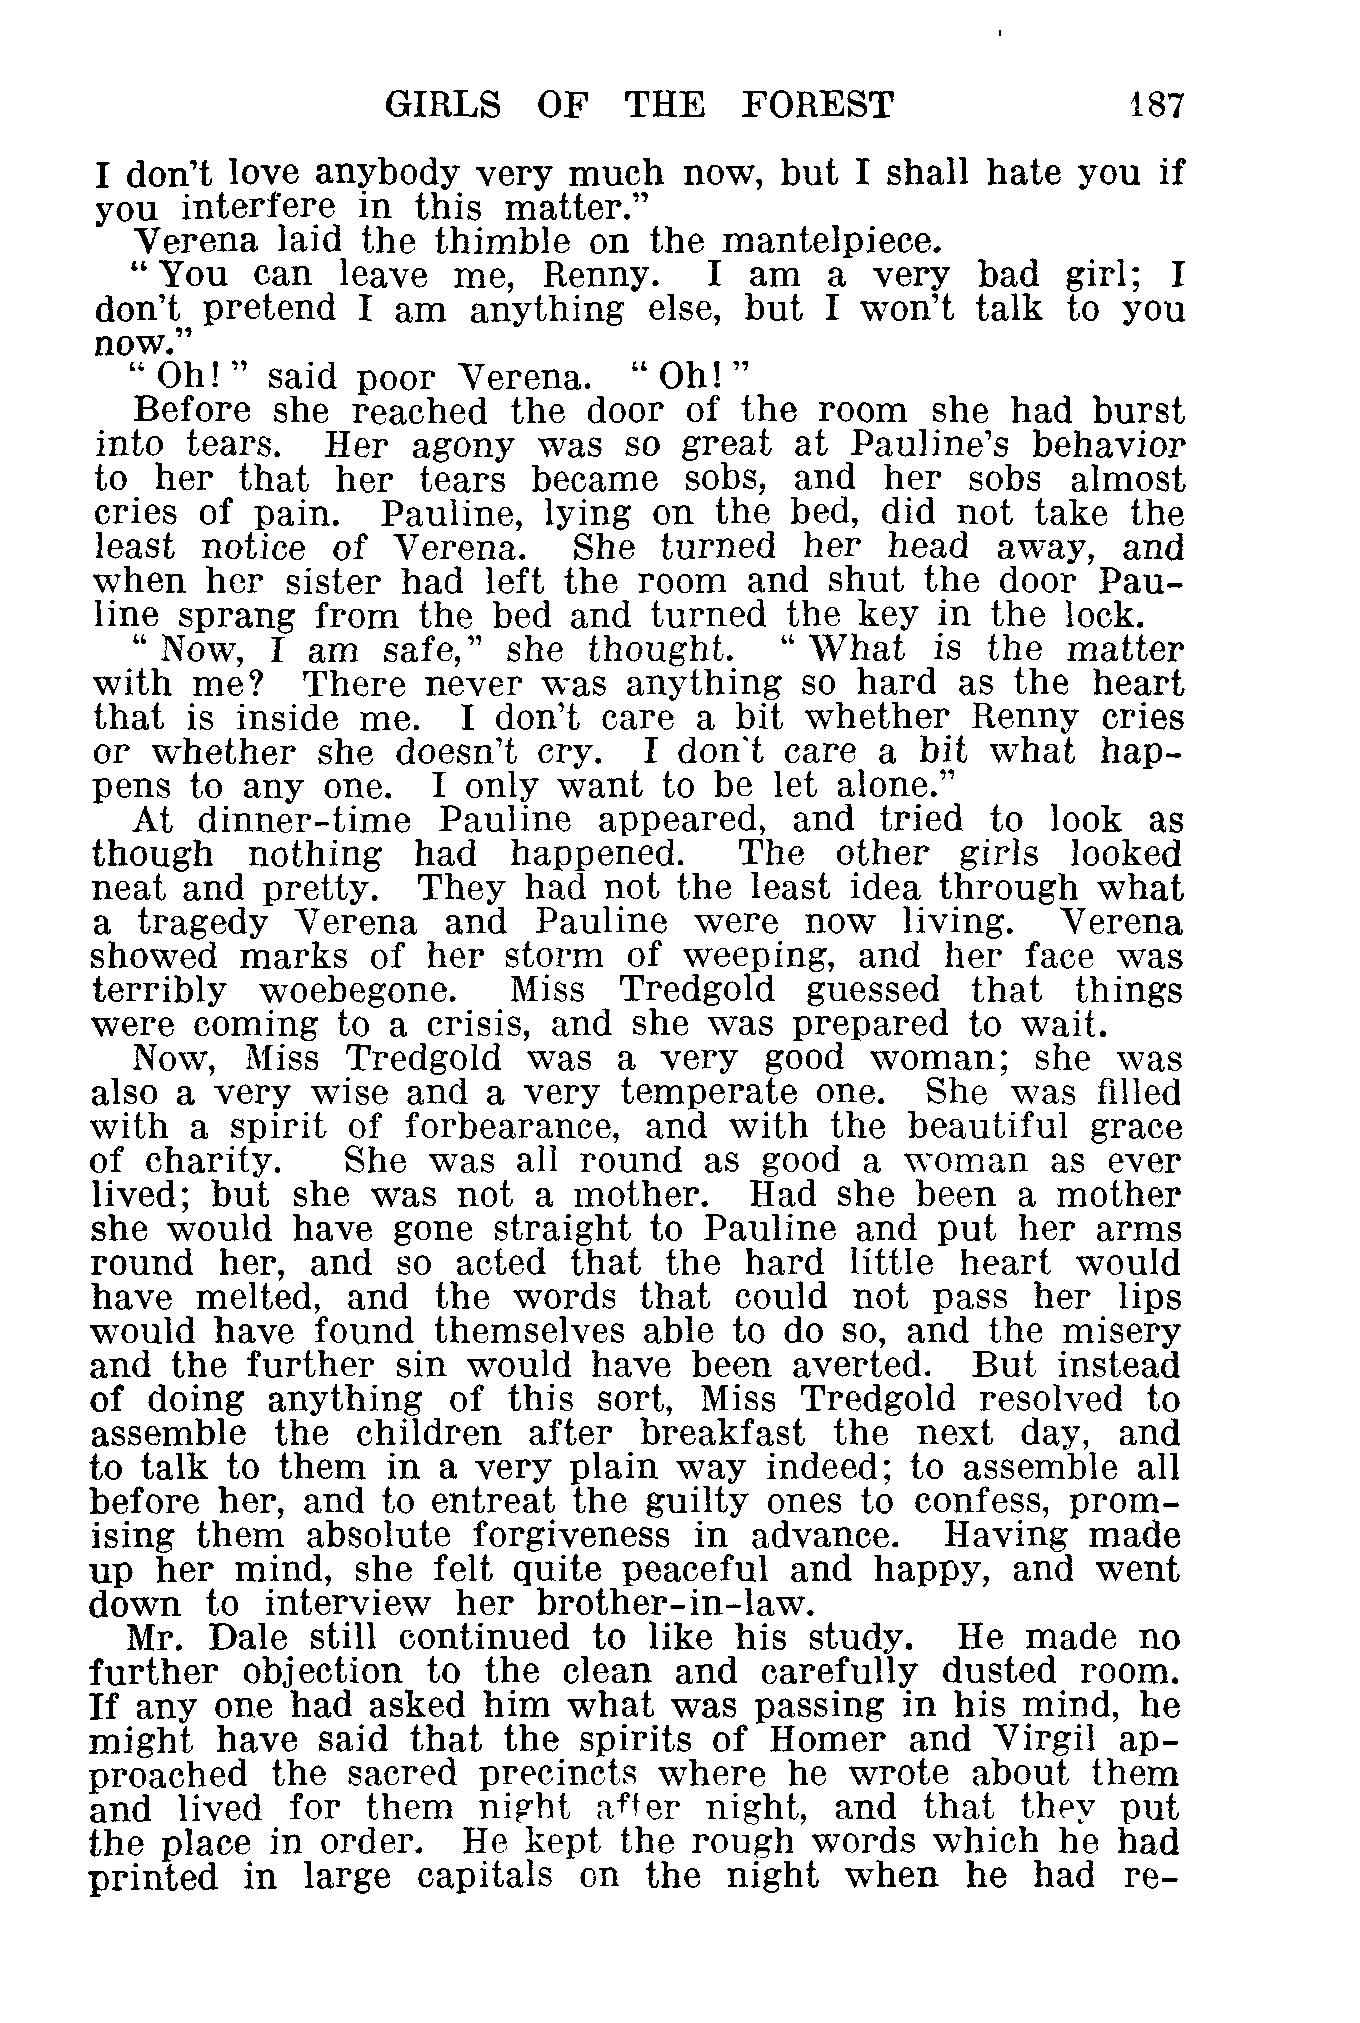 GIRLS OF THE FOREST 187
I don't love anybody very much now, but I shall hate you if
you interfere in this matter.”
Verena laid the thimble on the mantelpiece.
“ You can leave me, Renny. I am a very bad girl; I
don't pretend I am anything else, but I won't talk to you
now.”
“ Oh! ” said poor Verena. “ Oh! ”
Before she reached the door of the room she had burst
into tears. Her agony was so great at Pauline's behavior
to her that her tears became sobs, and her sobs almost
cries of pain. Pauline, lying on the bed, did not take the
least notice of Verena. She turned her head away, and
when her sister had left the room and shut the door Pau-
line sprang from the bed and turned the key in the lock.
“ Now, I am safe,” she thought. “ What is the matter
with me? There never was anything so hard as the heart
that is inside me. I don't care a bit whether Renny cries
or whether she doesn't cry. I don't care a bit what hap-
pens to any one. I only want to be let alone.”
At dinner-time Pauline appeared, and tried to look as
though nothing had happened. The other girls looked
neat and pretty. They had not the least idea through what
a tragedy Verena and Pauline were now living. Verena
showed marks of her storm of weeping, and her face was
terribly woebegone. Miss Tredgold guessed that things
were coming to a crisis, and she was prepared to wait.
Now, Miss Tredgold was a very good woman; she was
also a very wise and a very temperate one. She was filled
with a spirit of forbearance, and with the beautiful grace
of charity. She was all round as good a woman as ever
lived; but she was not a mother. Had she been a mother
she would have gone straight to Pauline and put her arms
round her, and so acted that the hard little heart would
have melted, and the words that could not pass her lips
would have found themselves able to do so, and the misery
and the further sin would have been averted. But instead
of doing anything of this sort, Miss Tredgold resolved to
assemble the children after breakfast the next day, and
to talk to them in a very plain way indeed; to assemble all
before her, and to entreat the guilty ones to confess, prom-
ising them absolute forgiveness in advance. Having made
up her mind, she felt quite peaceful and happy, and went
down to interview her brother-in-law.
Mr. Dale still continued to like his study. He made no
further objection to the clean and carefully dusted room.
If any one had asked him what was passing in his mind, he
might have said that the spirits of Homer and Virgil ap-
proached the sacred precincts where he wrote about them
and lived for them night after night, and that they put
the place in order. He kept the rough words which he had
printed in large capitals on the night when he had re-